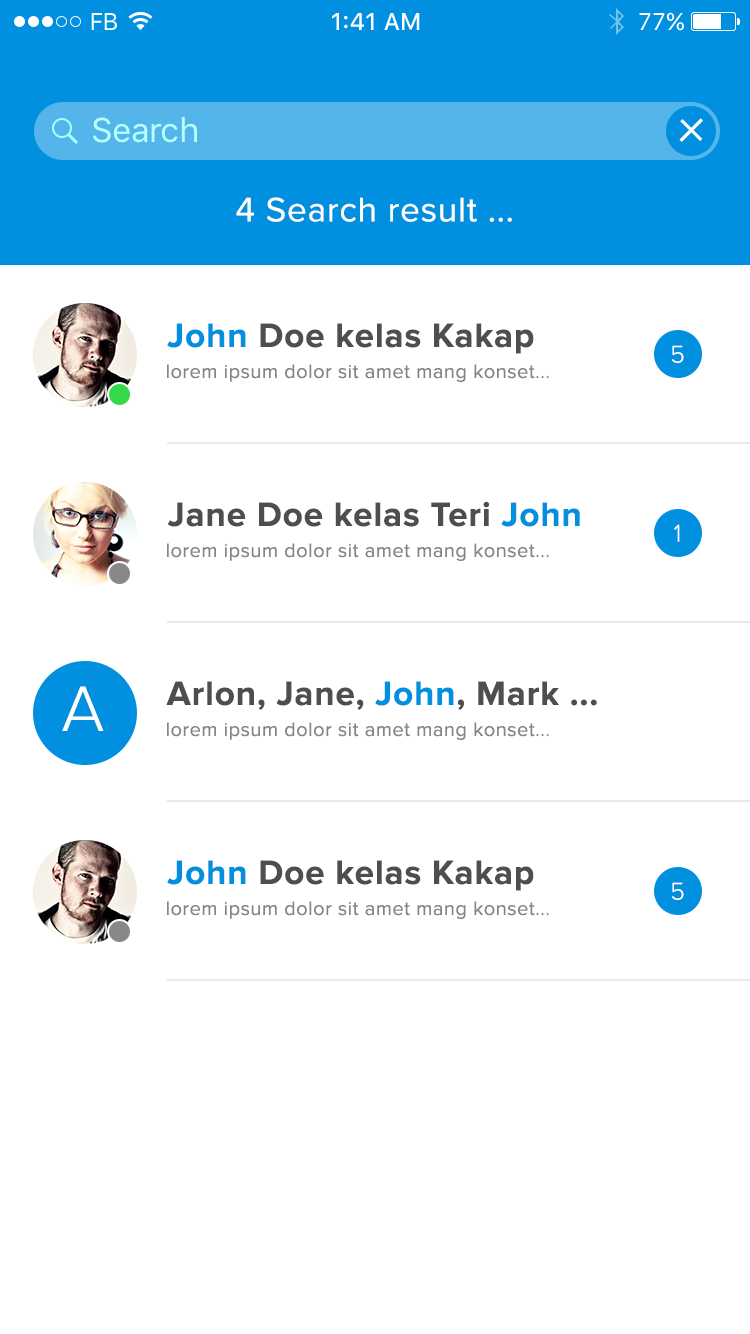 FB 1:41 AM 77%
Search
4 Search result ...
John Doe kelas Kakap
lorem ipsum dolor sit amet mang konset...
5
Jane Doe kelas Teri John
lorem ipsum dolor sit amet mang konset...
1
A
Arlon, Jane, John, Mark ...
lorem ipsum dolor sit amet mang konset...
John Doe kelas Kakap
lorem ipsum dolor sit amet mang konset...
5